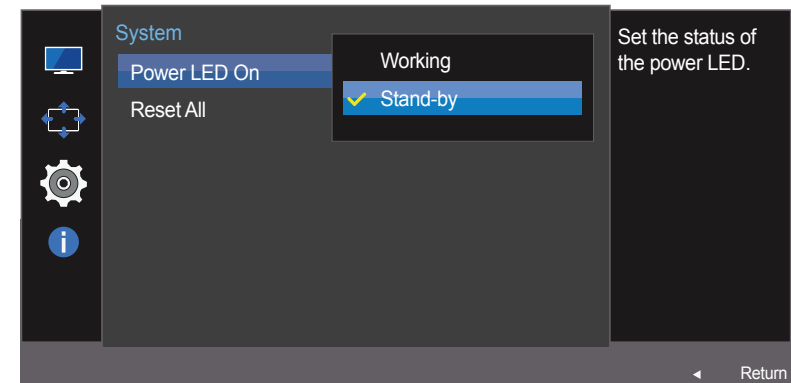 System
Power LED On
Reset All
Working
Stand-by
Set the status of
the power LED.
Return